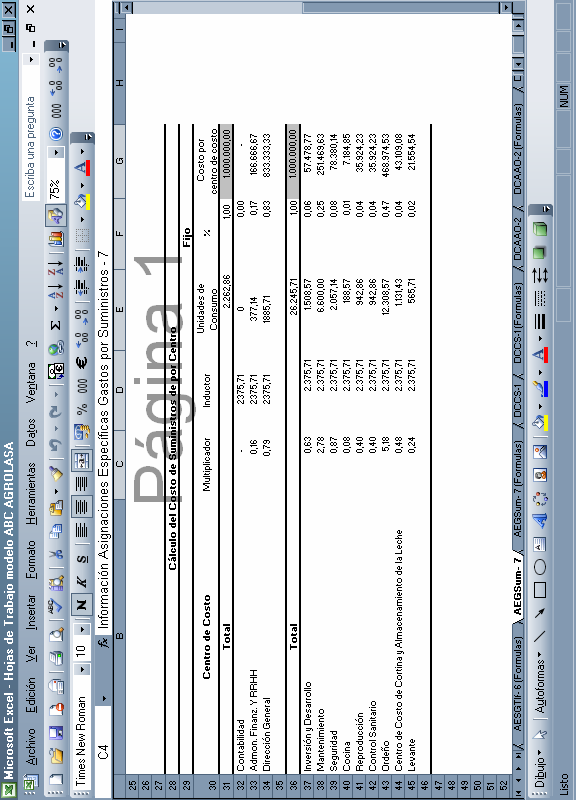 Microsoft Excel - Hojas de Trabajo modelo ABC AGROLASA
Archivo Edición Ver Insertar Formato Herramientas Datos Ventana ? Escriba una pregunta
75%
Times New Roman 10 N K S % 000 €
C4 fx Información Asignaciones Específicas Gastos por Suministros - 7
B C D E F G H I
25
26
27
28 Cálculo del Costo de Suministros de por Centro
Página 1
29 Fijo
30 Centro de Costo Multiplicador Inductor Unidades de Consumo % Costo por centro de costo
31 Total 2.262,86 1,00 1.000.000,00
32 Contabilidad - 2375,71 0 0,00 -
33 Admon. Finanz. Y RRHH 0,16 2375,71 377,14 0,17 166.666,67
34 Dirección General 0,79 2375,71 1885,71 0,83 833.333,33
35
36 Total 26.245,71 1,00 1.000.000,00
37 Inversión y Desarrollo 0,63 2.375,71 1.508,57 0,06 57.478,77
38 Mantenimiento 2,78 2.375,71 6.600,00 0,25 251.469,63
39 Seguridad 0,87 2.375,71 2.057,14 0,08 78.380,14
40 Cocina 0,08 2.375,71 188,57 0,01 7.184,85
41 Reproducción 0,40 2.375,71 942,86 0,04 35.924,23
42 Control Sanitario 0,40 2.375,71 942,86 0,04 35.924,23
43 Ordeño 5,18 2.375,71 12.308,57 0,47 468.974,53
44 Centro de Costo de Cortina y Almacenamiento de la Leche 0,48 2.375,71 1.131,43 0,04 43.109,08
45 Levante 0,24 2.375,71 565,71 0,02 21.554,54
46
47
48
49
50
51
52
AESGTIf- 6 (Formulas) AEGSum- 7 AEGSum- 7 (Formulas) DCCS-1 DCCS-1 (Formulas) DCAAO-2 DCAAO-2 (Formulas)
Dibujo Autoformas
Listo NUM